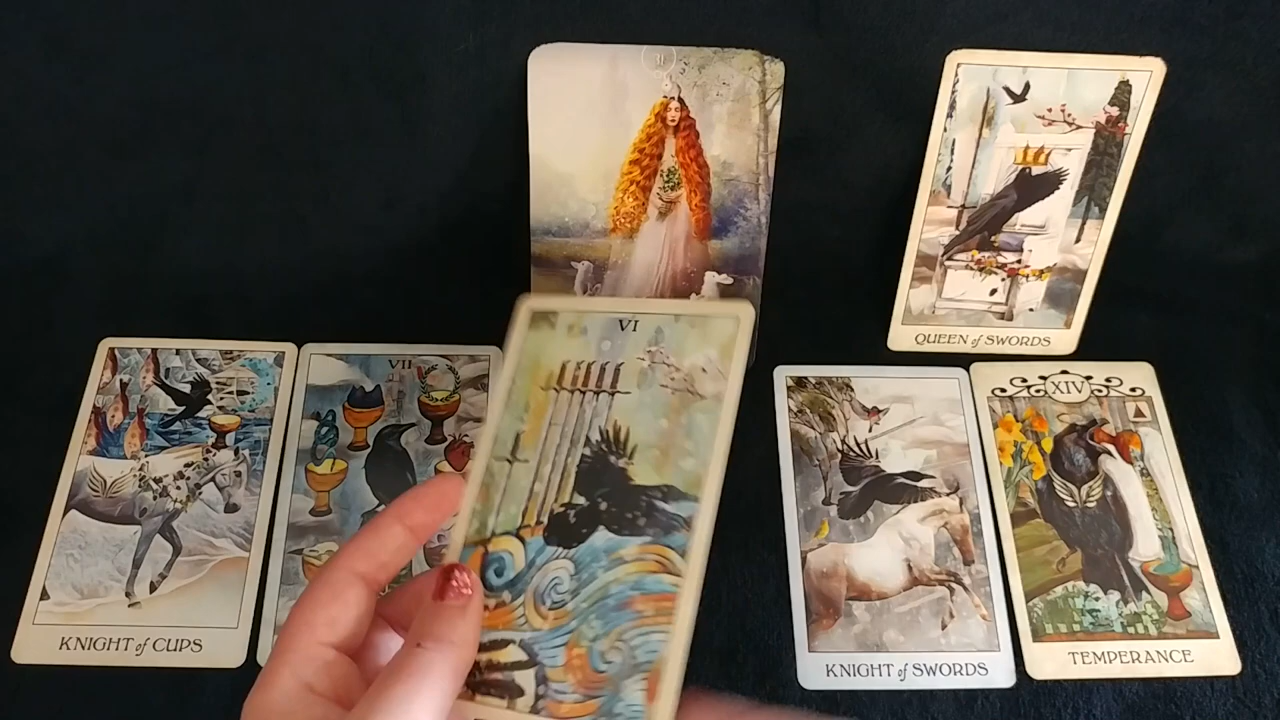 QUEEN of SWORDS
VI
VII
XIV
KNIGHT of CUPS
KNIGHT of SWORDS
TEMPERANCE